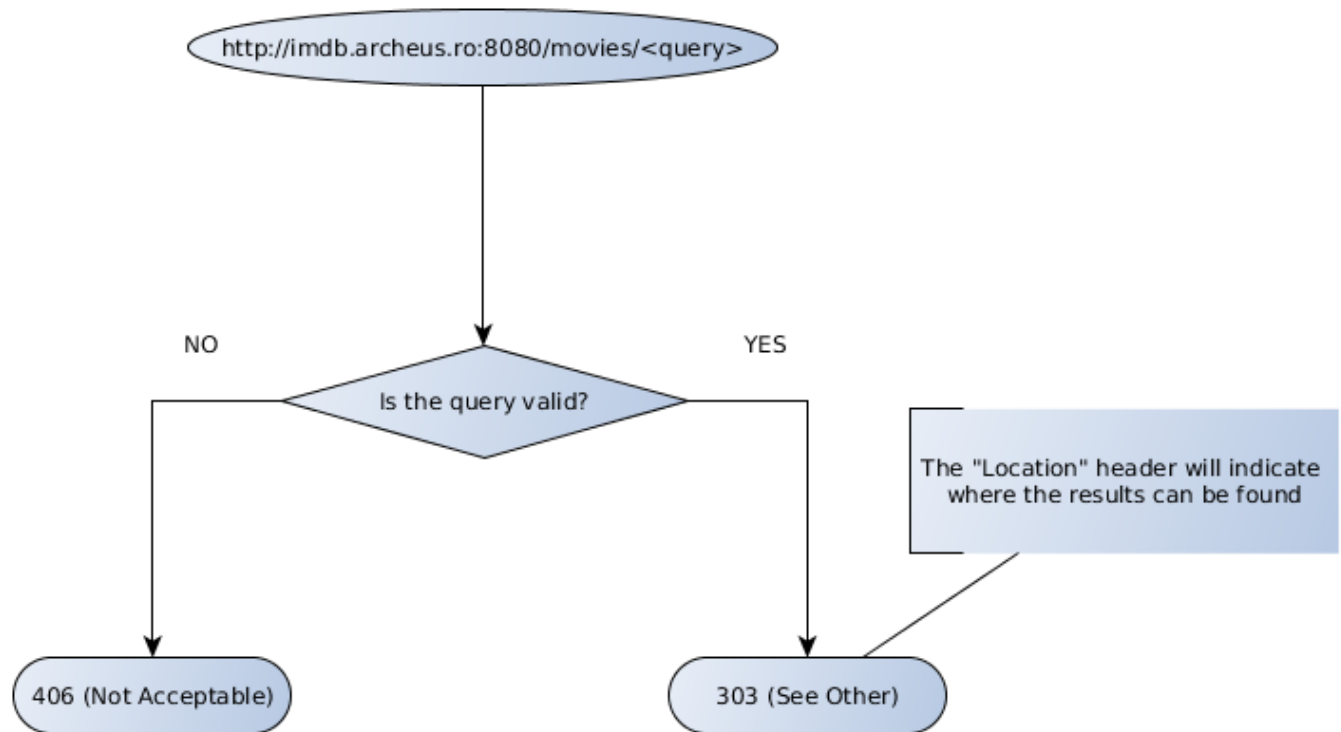 http://imdb.archeus.ro:8080/movies/<query>
NO
YES
Is the query valid?
The "Location" header will indicate
where the results can be found
406 (Not Acceptable)
303 (See Other)